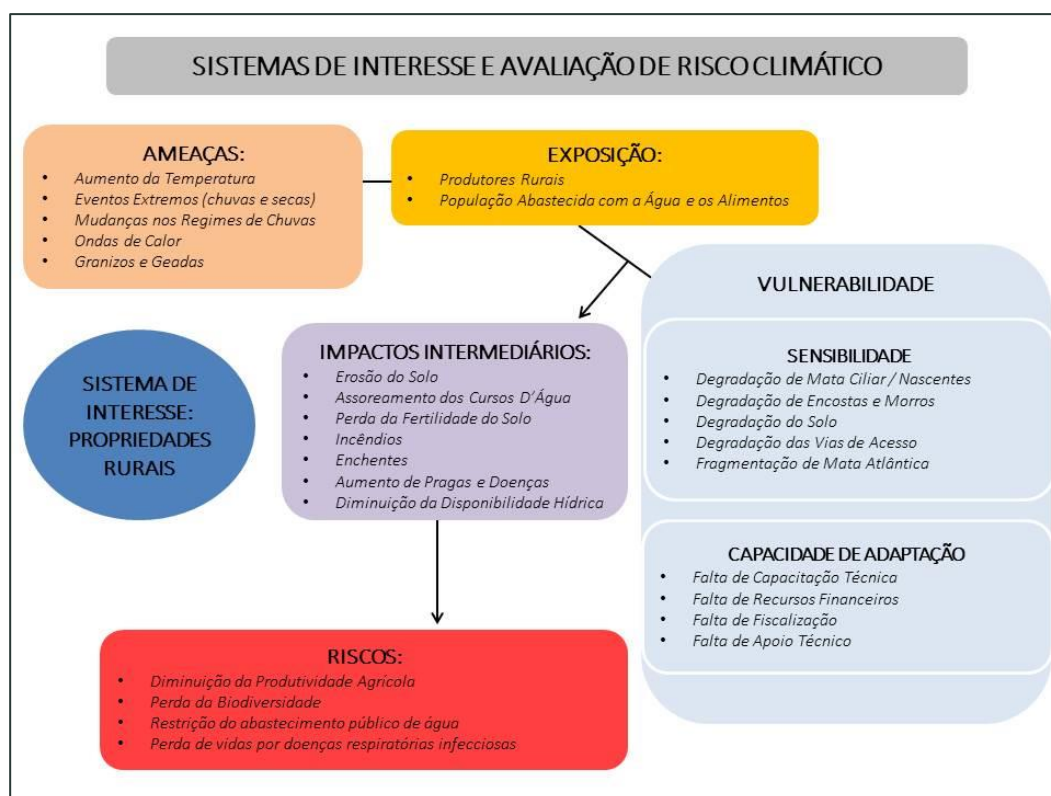 SISTEMAS DE INTERESSE E AVALIAÇÃO DE RISCO CLIMÁTICO
AMEAÇAS:
• Aumento da Temperatura
• Eventos Extremos (chuvas e secas)
• Mudanças nos Regimes de Chuvas
• Ondas de Calor
• Granizos e Geadas
EXPOSIÇÃO:
• Produtores Rurais
• População Abastecida com a Água e os Alimentos
VULNERABILIDADE
SENSIBILIDADE
• Degradação de Mata Ciliar / Nascentes
• Degradação de Encostas e Morros
• Degradação do Solo
• Degradação das Vias de Acesso
• Fragmentação de Mata Atlântica
CAPACIDADE DE ADAPTAÇÃO
• Falta de Capacitação Técnica
• Falta de Recursos Financeiros
• Falta de Fiscalização
• Falta de Apoio Técnico
SISTEMA DE
INTERESSE:
PROPRIEDADES
RURAIS
IMPACTOS INTERMEDIÁRIOS:
• Erosão do Solo
• Assoreamento dos Cursos D'Água
• Perda da Fertilidade do Solo
• Incêndios
• Enchentes
• Aumento de Pragas e Doenças
• Diminuição da Disponibilidade Hídrica
RISCOS:
• Diminuição da Produtividade Agrícola
• Perda da Biodiversidade
• Restrição do abastecimento público de água
• Perda de vidas por doenças respiratórias infecciosas